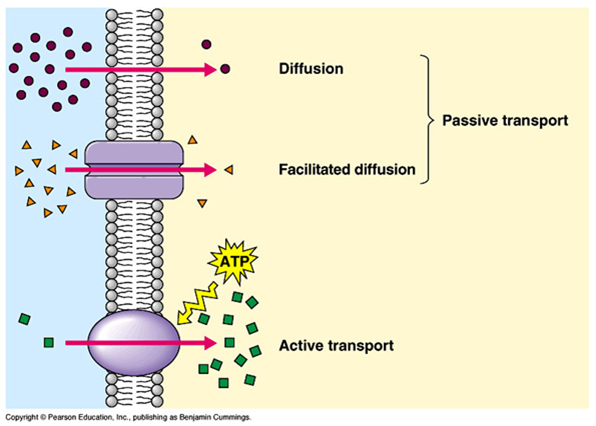 Diffusion
Passive transport
Facilitated diffusion
ATP
Active transport
Copyright © Pearson Education, Inc., publishing as Benjamin Cummings.